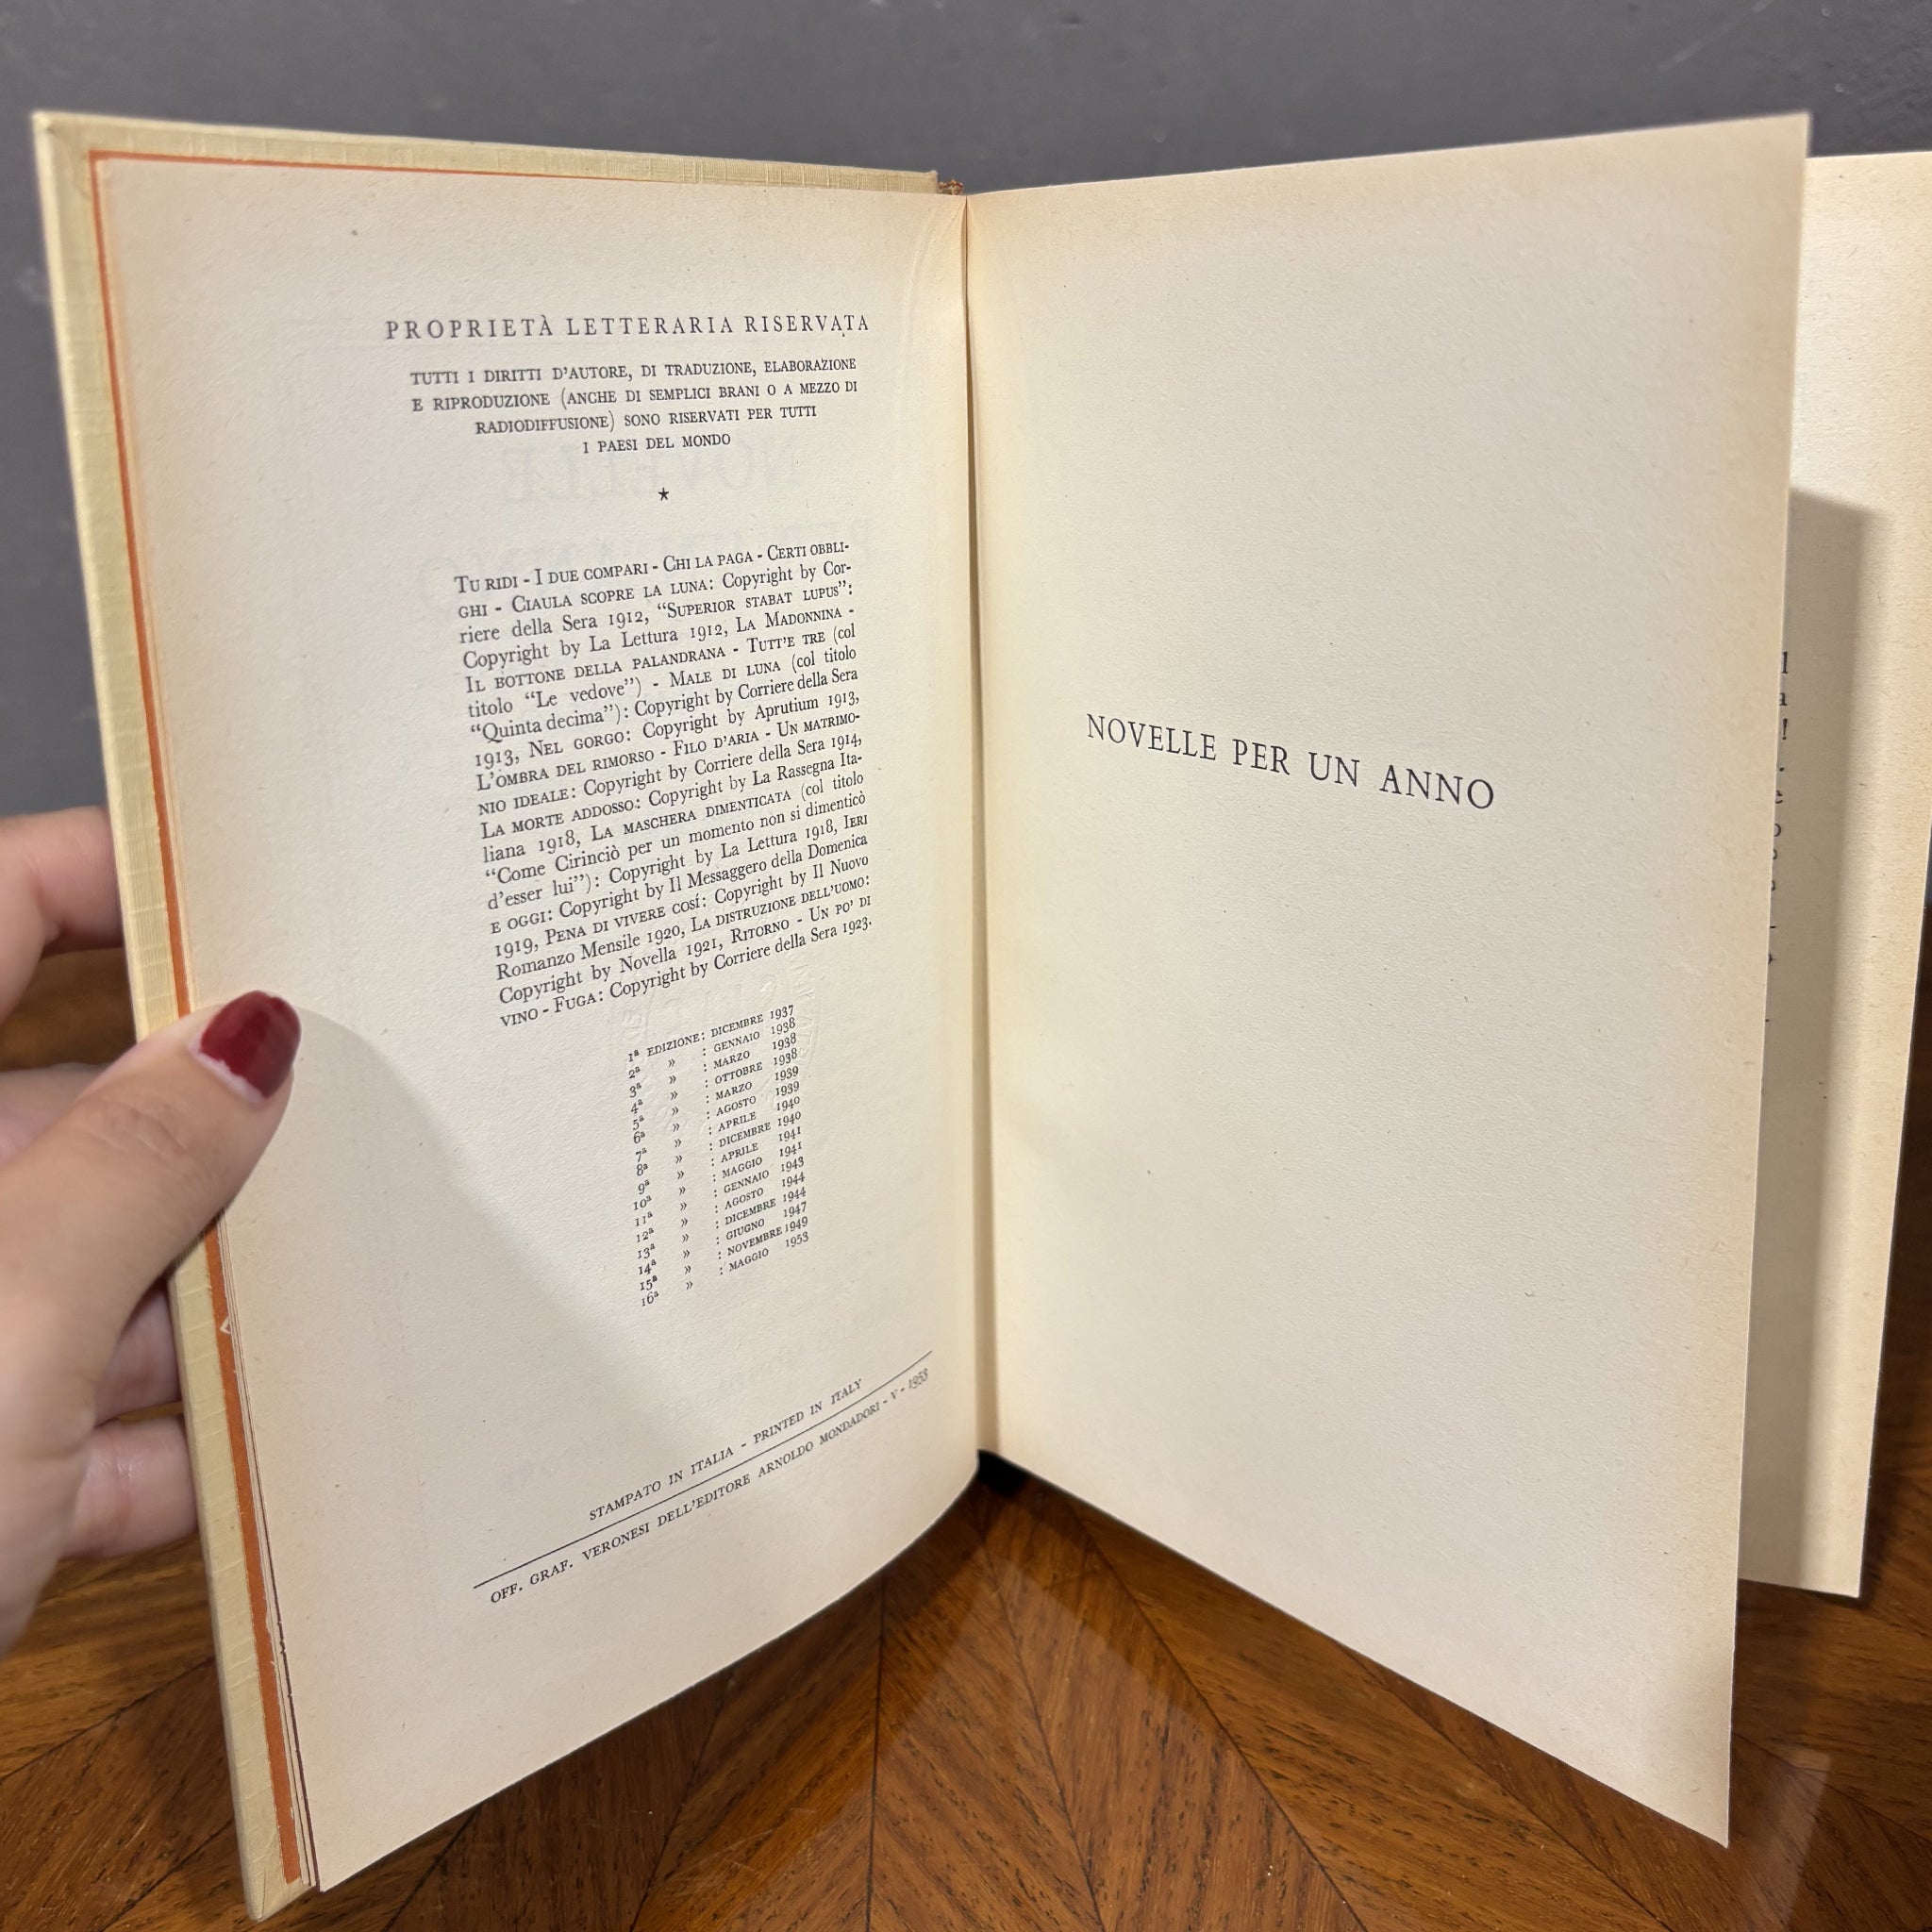 PROPRIETÀ LETTERARIA RISERVATA
TUTTI I DIRITTI D'AUTORE, DI TRADUZIONE, ELABORAZIONE
E RIPRODUZIONE (ANCHE DI SEMPLICI BRANI O A MEZZO DI
RADIODIFFUSIONE) SONO RISERVATI PER TUTTI
I PAESI DEL MONDO
★
TU RIDI - I DUE COMPARI - CHI LA PAGA - CERTI OBBLI-
GHI - CIAULA SCOPRE LA LUNA: Copyright by Cor-
riere della Sera 1912, "SUPERIOR STABAT LUPUS":
Copyright by La Lettura 1912, LA MADONNINA -
IL BOTTONE DELLA PALANDRANA - TUTT'E TRE (col
titolo "Le vedove") - MALE DI LUNA (col titolo
"Quinta decima"): Copyright by Corriere della Sera
1913, NEL GORGO: Copyright by Aprutium 1913,
L'OMBRA DEL RIMORSO - FILO D'ARIA - UN MATRIMO-
NIO IDEALE: Copyright by Corriere della Sera 1914,
LA MORTE ADDOSSO: Copyright by La Rassegna Ita-
liana 1918, LA MASCHERA DIMENTICATA (col titolo
"Come Cirinciò per un momento non si dimenticò
d'esser lui"): Copyright by La Lettura 1918, IERI
E OGGI: Copyright by Il Messaggero della Domenica
1919, PENA DI VIVERE COSÍ: Copyright by Il Nuovo
Romanzo Mensile 1920, LA DISTRUZIONE DELL'UOMO:
Copyright by Novella 1921, RITORNO - UN PO' DI
VINO - FUGA: Copyright by Corriere della Sera 1923.
1ª EDIZIONE: DICEMBRE 1937
2ª » : GENNAIO 1938
3ª » : MARZO 1938
4ª » : OTTOBRE 1938
5ª » : MARZO 1939
6ª » : AGOSTO 1939
7ª » : APRILE 1940
8ª » : DICEMBRE 1940
9ª » : APRILE 1941
10ª » : MAGGIO 1941
11ª » : GENNAIO 1943
12ª » : AGOSTO 1944
13ª » : DICEMBRE 1944
14ª » : GIUGNO 1947
15ª » : NOVEMBRE 1949
16ª » : MAGGIO 1953
STAMPATO IN ITALIA - PRINTED IN ITALY
OFF. GRAF. VERONESI DELL'EDITORE ARNOLDO MONDADORI - V - 1953
NOVELLE PER UN ANNO